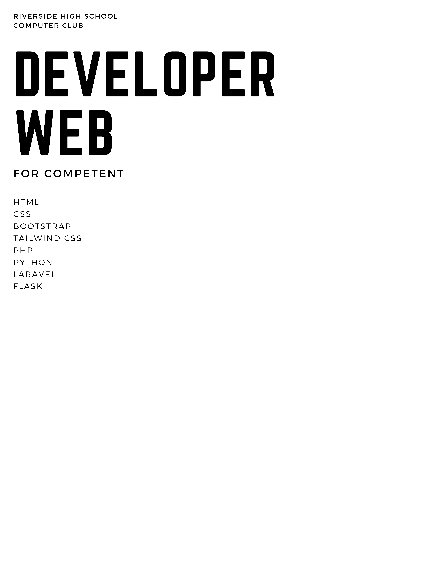 RIVERSIDE HIGH SCHOOL
COMPUTER CLUB
DEVELOPER
WEB
FOR COMPETENT
HTML
CSS
BOOTSTRAP
TAILWIND CSS
PHP
PYTHON
LARAVEL
FLASK